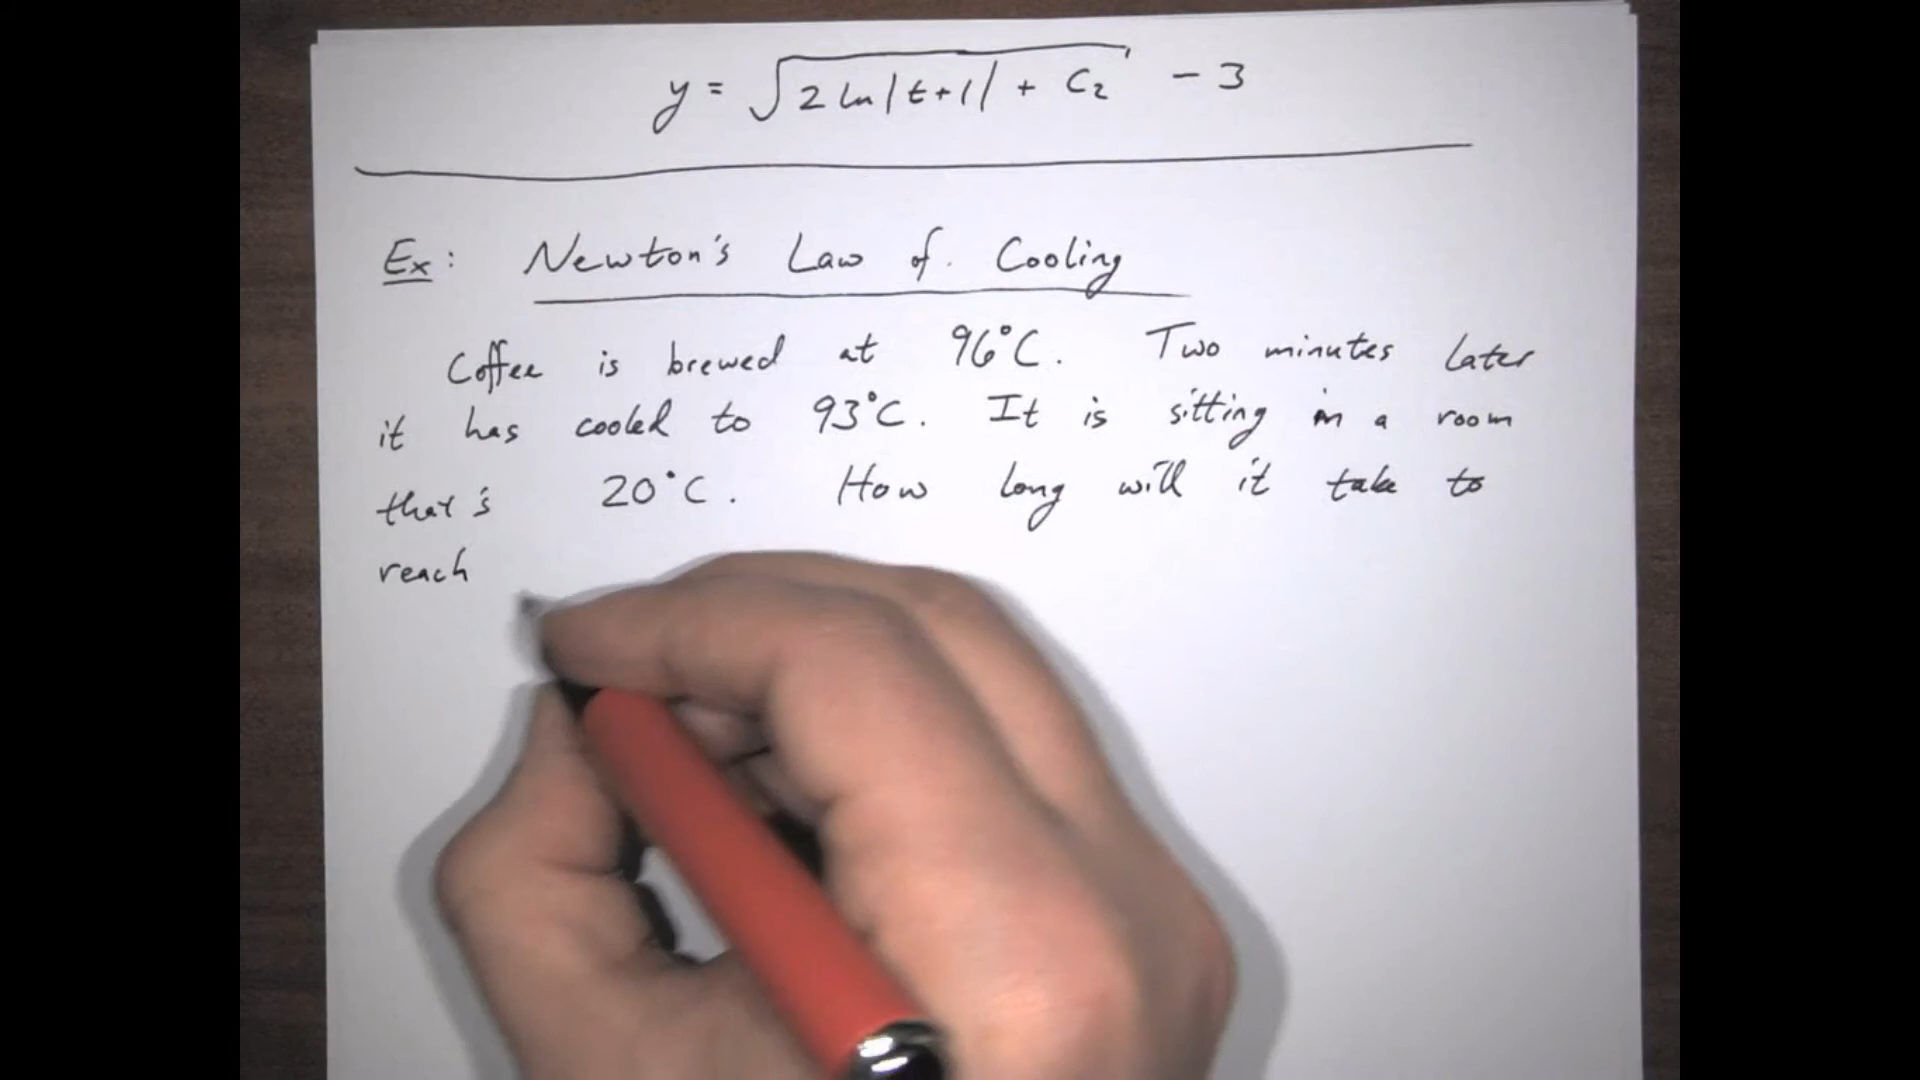 y = √(2 ln|t+1| + C₂) - 3
Ex: Newton's Law of Cooling
Coffee is brewed at 96°C. Two minutes later
it has cooled to 93°C. It is sitting in a room
that's 20°C. How long will it take to
reach